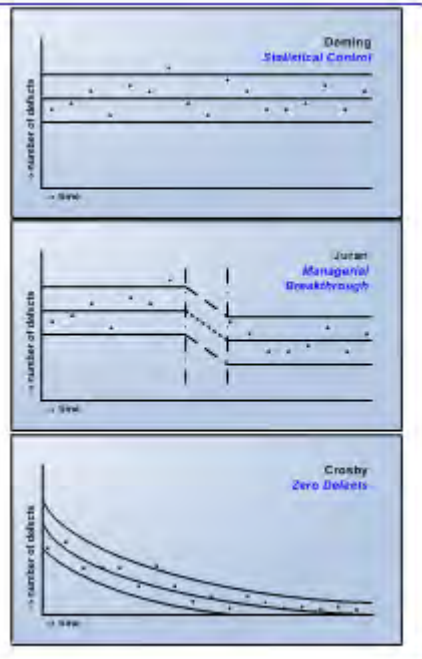 Deming
Statistical Control
→ number of defects
→ time
Juran
Managerial
Breakthrough
→ number of defects
→ time
Crosby
Zero Defects
→ number of defects
→ time